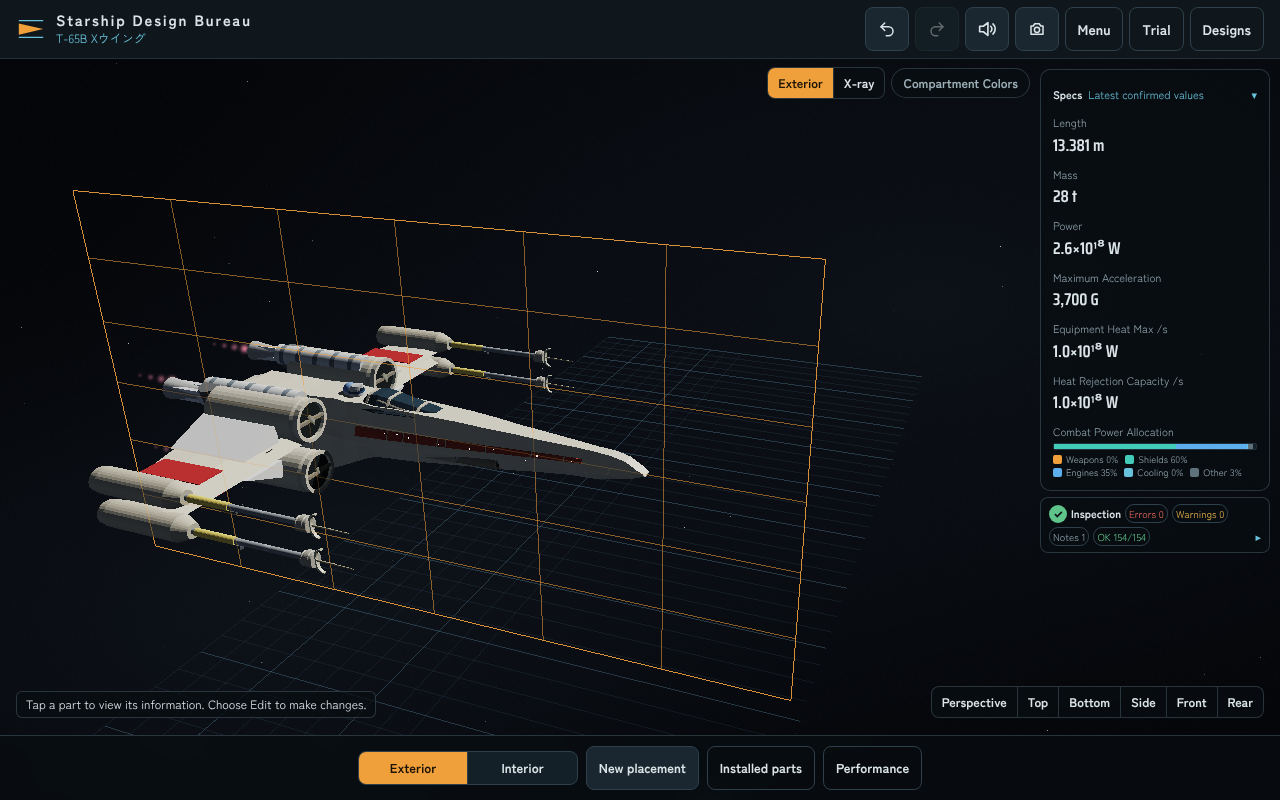 Starship Design Bureau
T-65B Xウイング
Menu
Trial
Designs
Exterior
X-ray
Compartment Colors
Specs Latest confirmed values
Length
13.381 m
Mass
28 t
Power
2.6×10¹⁸ W
Maximum Acceleration
3,700 G
Equipment Heat Max /s
1.0×10¹⁸ W
Heat Rejection Capacity /s
1.0×10¹⁸ W
Combat Power Allocation
Weapons 0% Shields 60%
Engines 35% Cooling 0% Other 3%
Inspection Errors 0 Warnings 0
Notes 1 OK 154/154
Tap a part to view its information. Choose Edit to make changes.
Perspective
Top
Bottom
Side
Front
Rear
Exterior
Interior
New placement
Installed parts
Performance